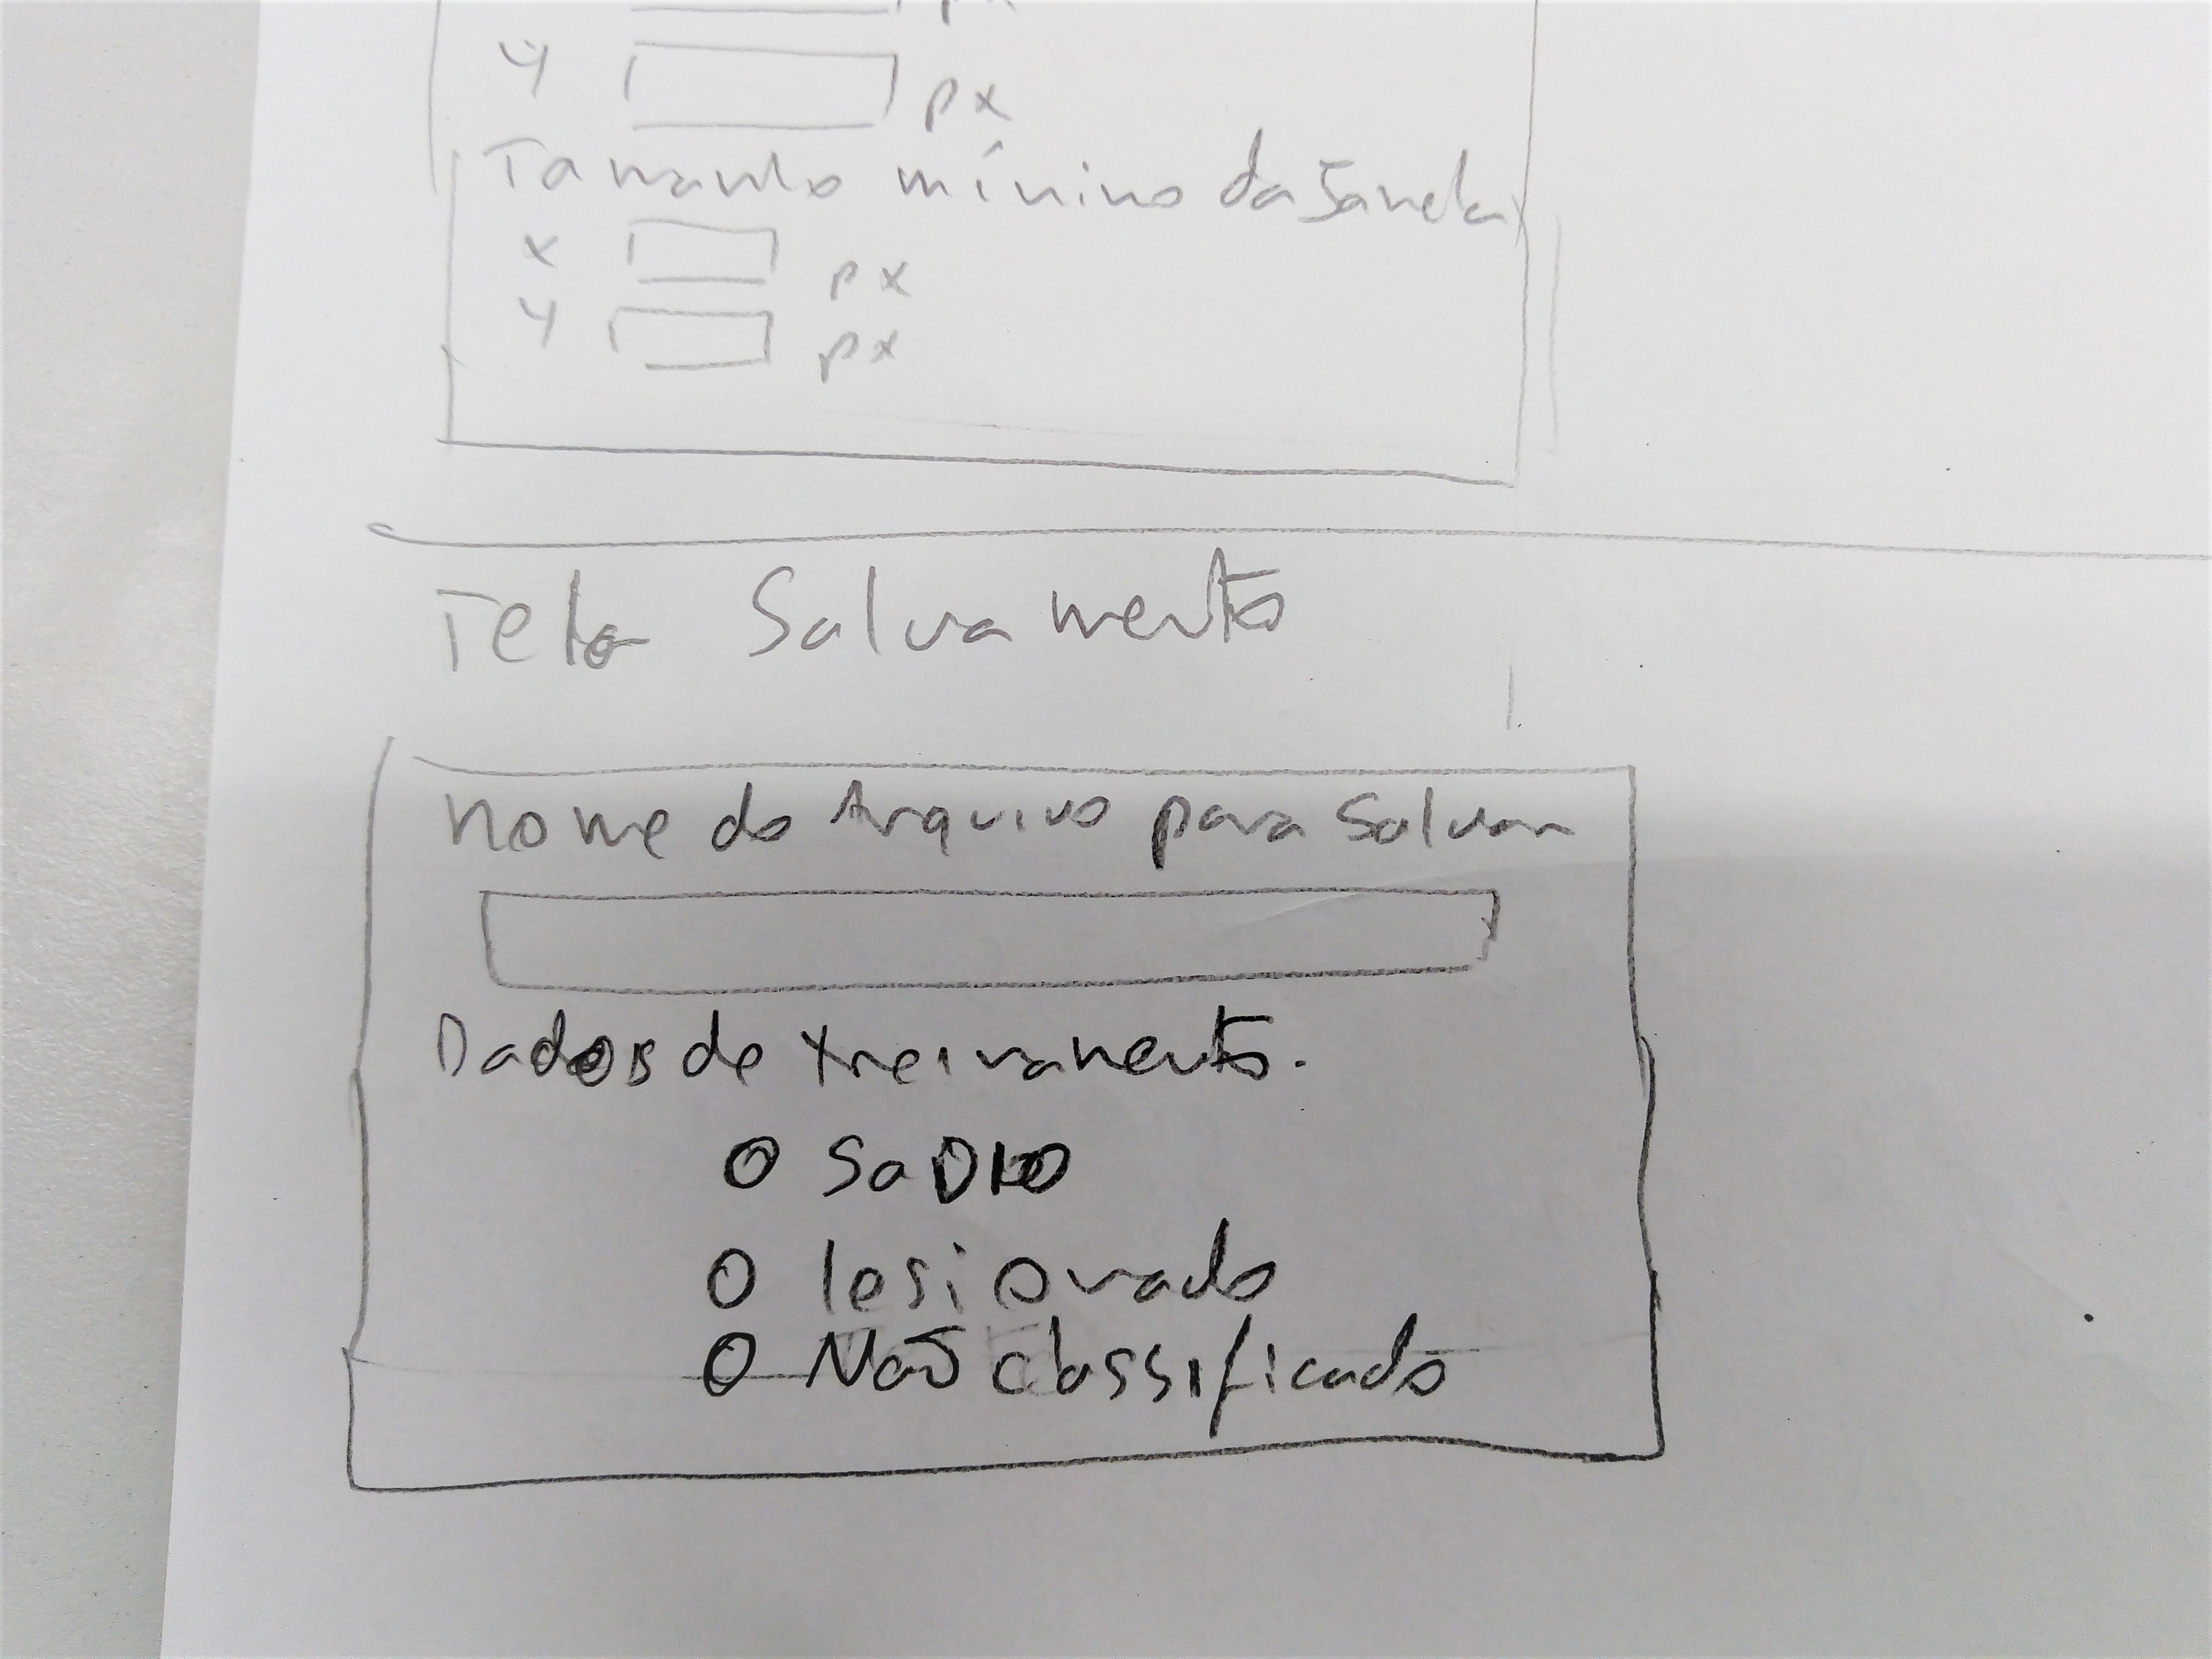 px
y px
Tamanho mínimo da Janela
x px
y px
Tela Salvamento
Nome do Arquivo para Salvar
Dados de treinamento.
O SaDIO
O lesionado
O Não classificado